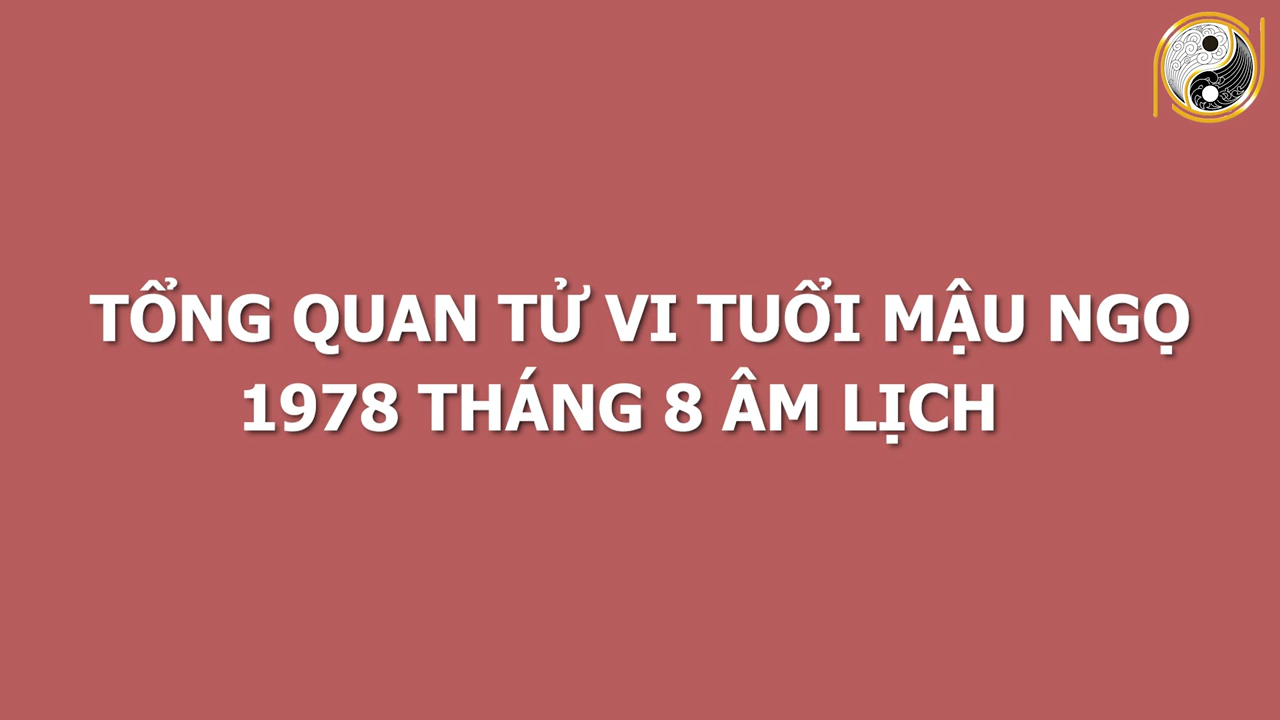 TỔNG QUAN TỬ VI TUỔI MẬU NGỌ
1978 THÁNG 8 ÂM LỊCH